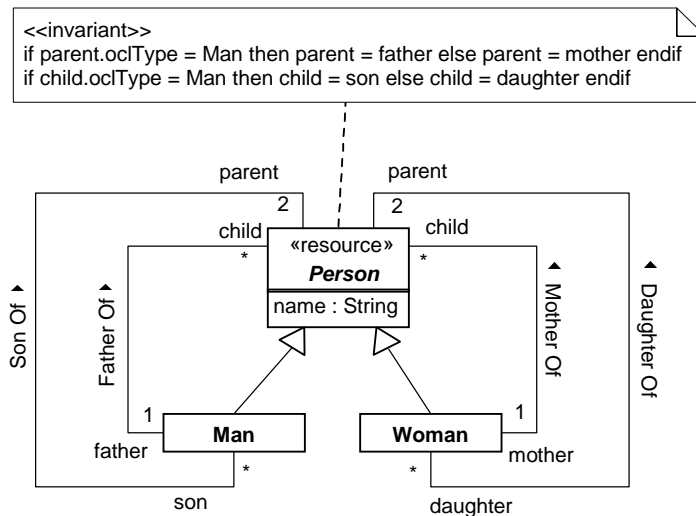 <<invariant>>
if parent.oclType = Man then parent = father else parent = mother endif
if child.oclType = Man then child = son else child = daughter endif
parent
parent
2
2
child
child
*
*
«resource»
Person
name : String
Son Of
Father Of
Mother Of
Daughter Of
1
1
Man
Woman
father
mother
*
*
son
daughter